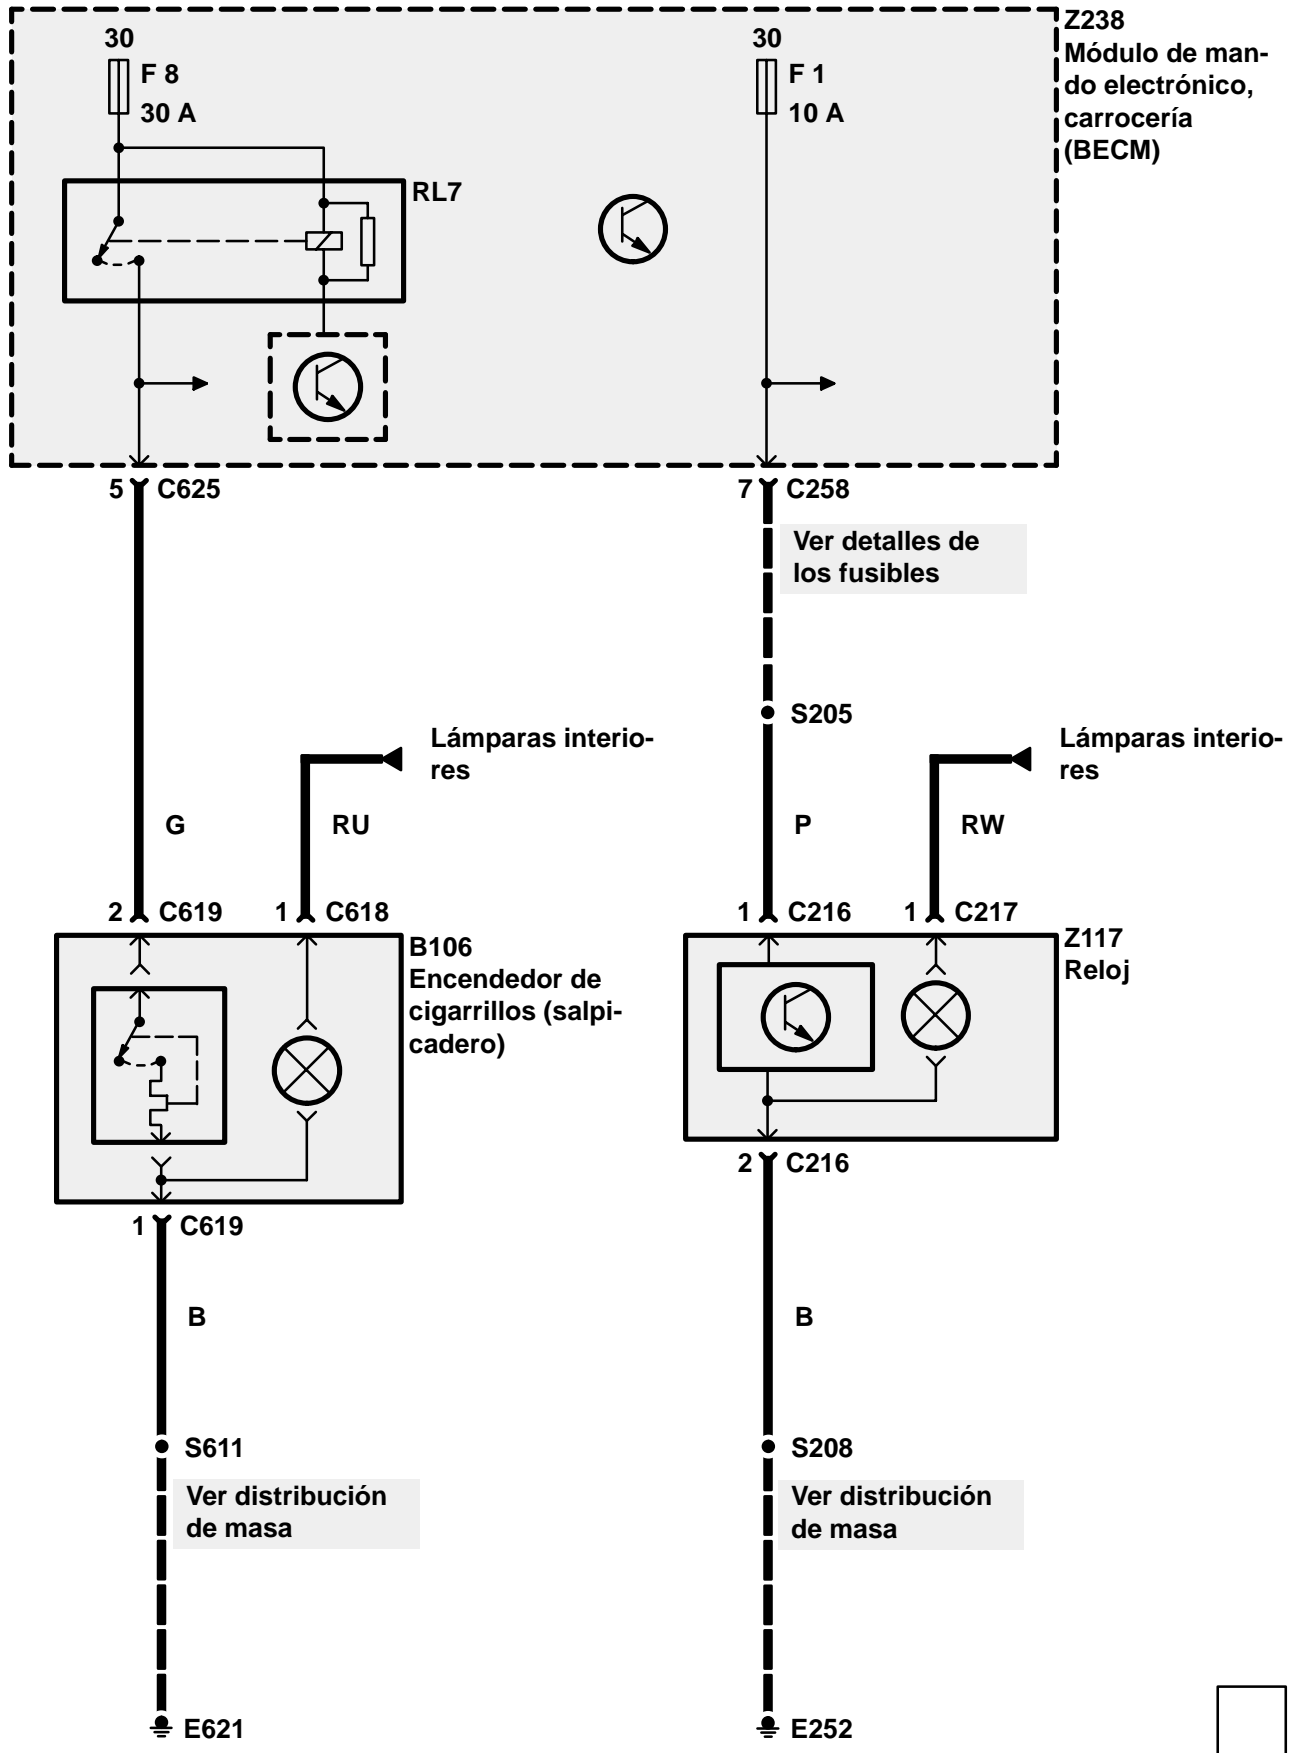 Z238
Módulo de man-
do electrónico,
carrocería
(BECM)
30
F 8
30 A
30
F 1
10 A
RL7
5 C625
7 C258
Ver detalles de
los fusibles
S205
Lámparas interio-
res
Lámparas interio-
res
G
RU
P
RW
2 C619
1 C618
1 C216
1 C217
B106
Encendedor de
cigarrillos (salpi-
cadero)
Z117
Reloj
2 C216
1 C619
B
B
S611
S208
Ver distribución
de masa
Ver distribución
de masa
E621
E252